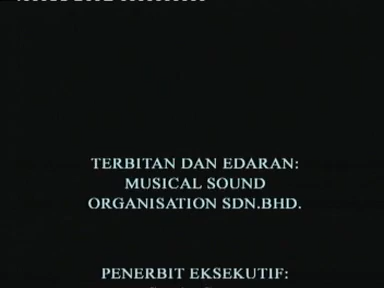 TERBITAN DAN EDARAN:
MUSICAL SOUND
ORGANISATION SDN.BHD.
PENERBIT EKSEKUTIF: